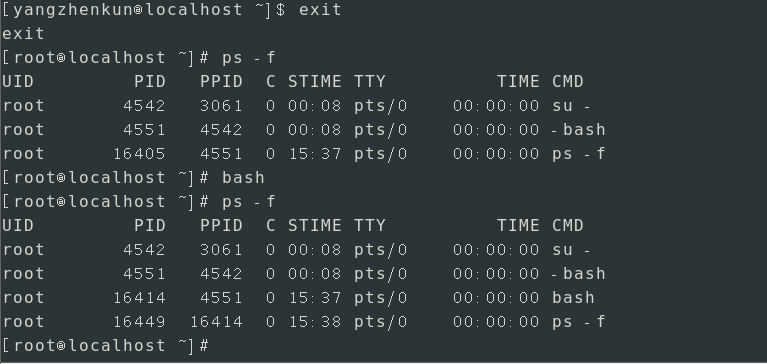 [yangzhenkun@localhost ~]$ exit
exit
[root@localhost ~]# ps -f
UID          PID    PPID  C STIME TTY          TIME CMD
root        4542    3061  0 00:08 pts/0    00:00:00 su -
root        4551    4542  0 00:08 pts/0    00:00:00 -bash
root       16405    4551  0 15:37 pts/0    00:00:00 ps -f
[root@localhost ~]# bash
[root@localhost ~]# ps -f
UID          PID    PPID  C STIME TTY          TIME CMD
root        4542    3061  0 00:08 pts/0    00:00:00 su -
root        4551    4542  0 00:08 pts/0    00:00:00 -bash
root       16414    4551  0 15:37 pts/0    00:00:00 bash
root       16449   16414  0 15:38 pts/0    00:00:00 ps -f
[root@localhost ~]#